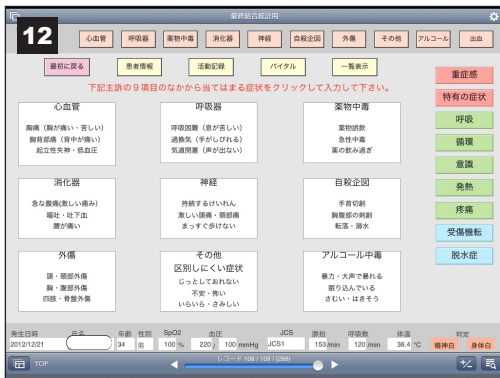 最終結合統計用
12
心血管 呼吸器 薬物中毒 消化器 神経 自殺企図 外傷 その他 アルコール 出血
最初に戻る 患者情報 活動記録 バイタル 一覧表示
下記主訴の9項目のなかから当てはまる症状をクリックして入力して下さい。
心血管
胸痛（胸が痛い・苦しい）
胸背部痛（背中が痛い）
起立性失神・低血圧
呼吸器
呼吸困難（息が苦しい）
過換気（手がしびれる）
気道閉塞（声が出ない）
薬物中毒
薬物誤飲
急性中毒
薬の飲み過ぎ
消化器
急な腹痛(激しい痛み)
嘔吐・吐下血
腰が痛い
神経
持続するけいれん
激しい頭痛・頸部痛
まっすぐ歩けない
自殺企図
手首切創
胸腹部の刺創
転落・溺水
外傷
頭・頸部外傷
胸・腹部外傷
四肢・骨盤外傷
その他
区別しにくい症状
じっとしておれない
不安・怖い
いらいら・さみしい
アルコール中毒
暴力・大声で暴れる
眠り込んでいる
さむい・はきそう
重症感
特有の症状
呼吸
循環
意識
発熱
疼痛
受傷機転
脱水症
発生日時 氏名 年齢 性別 SpO2 血圧 JCS 脈拍 呼吸数 体温 判定
2012/12/21 34 男 100 % 220 / 100 mmHg JCS1 153 /min 120 /min 36.4 °C 精神白 身体白
TOP レコード 108 / 109 / (288)